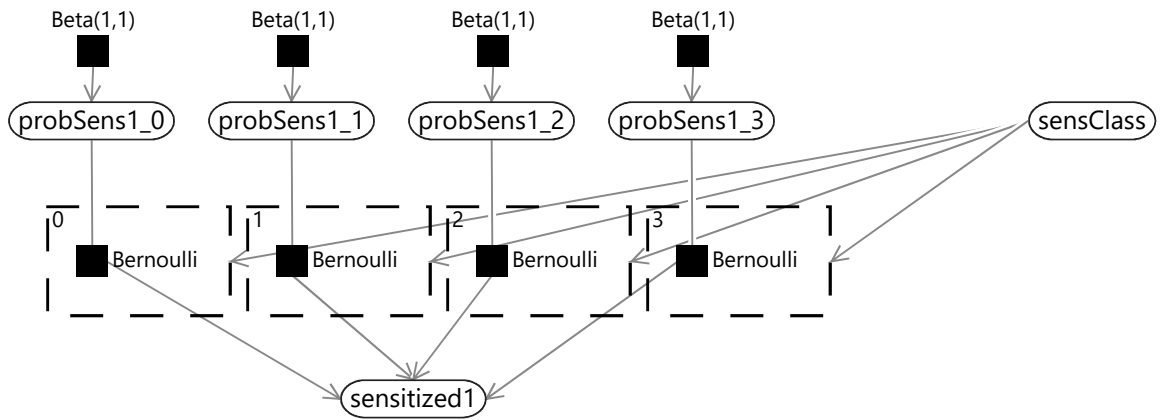 Beta(1,1) Beta(1,1) Beta(1,1) Beta(1,1)
probSens1_0 probSens1_1 probSens1_2 probSens1_3 sensClass
0 1 2 3
Bernoulli Bernoulli Bernoulli Bernoulli
sensitized1